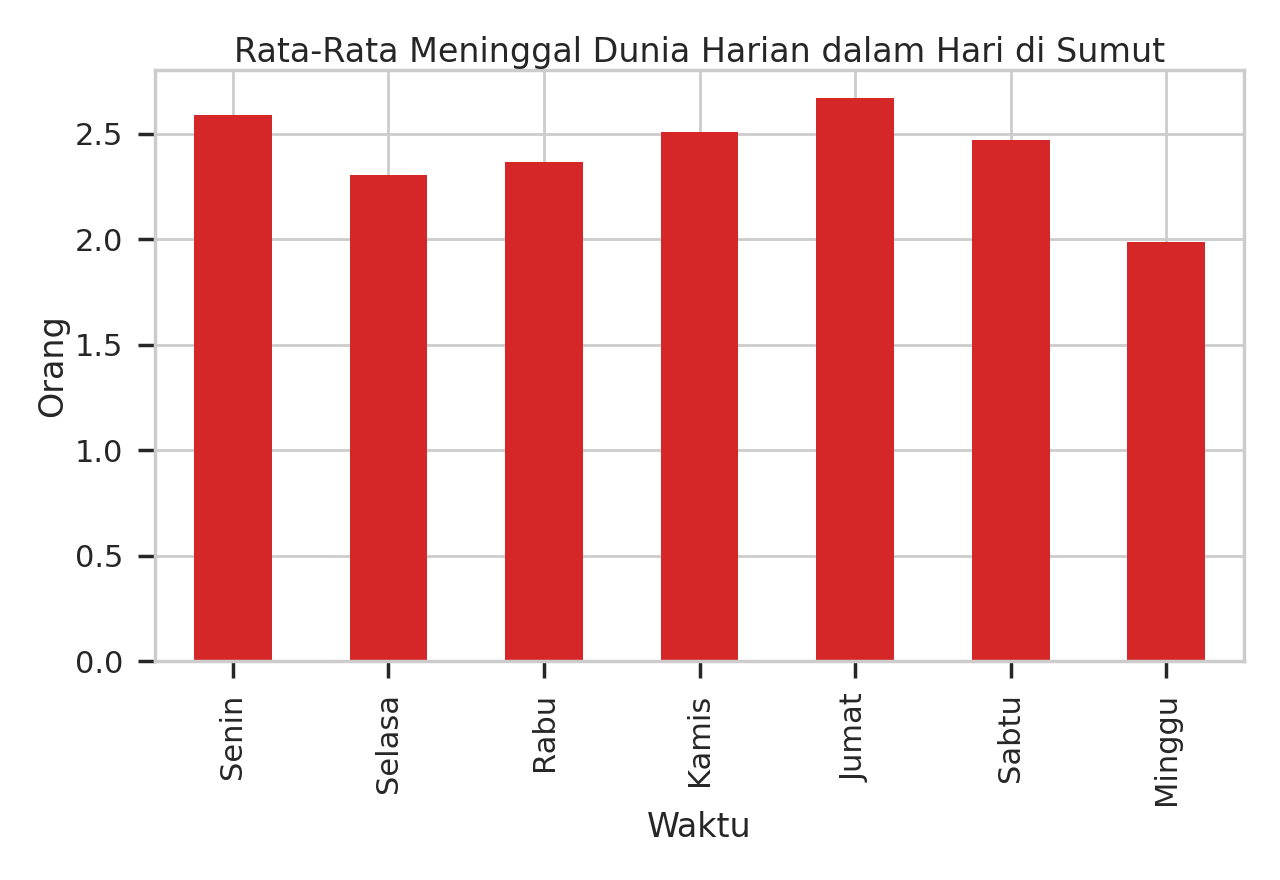 Rata-Rata Meninggal Dunia Harian dalam Hari di Sumut
Orang
2.5
2.0
1.5
1.0
0.5
0.0
Senin
Selasa
Rabu
Kamis
Jumat
Sabtu
Minggu
Waktu